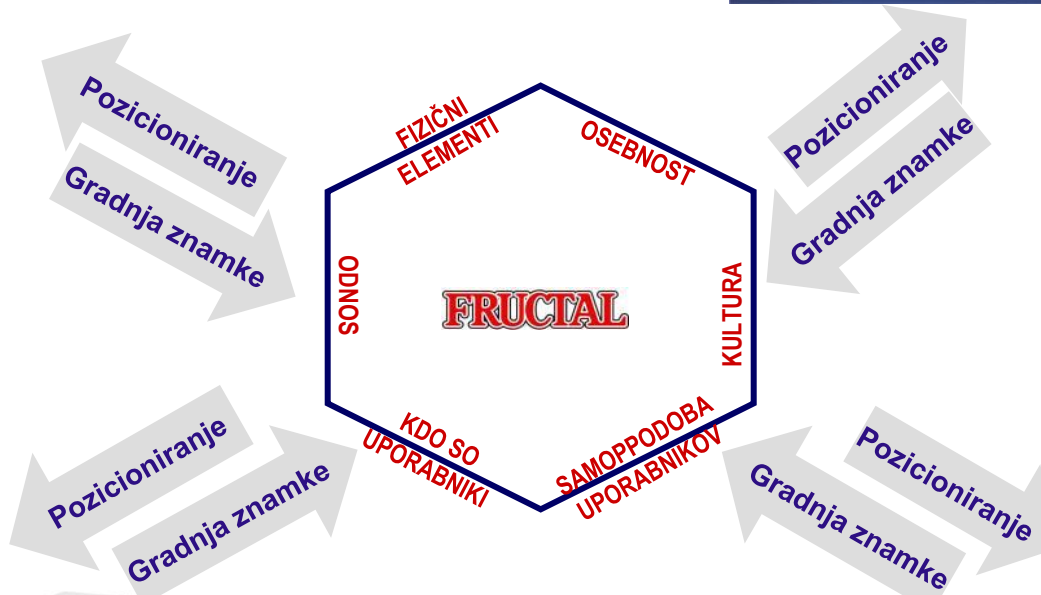 Pozicioniranje
Gradnja znamke
Pozicioniranje
Gradnja znamke
FIZIČNI
ELEMENTI
OSEBNOST
ODNOS
FRUCTAL
KULTURA
KDO SO
UPORABNIKI
SAMOPPODOBA
UPORABNIKOV
Pozicioniranje
Gradnja znamke
Pozicioniranje
Gradnja znamke